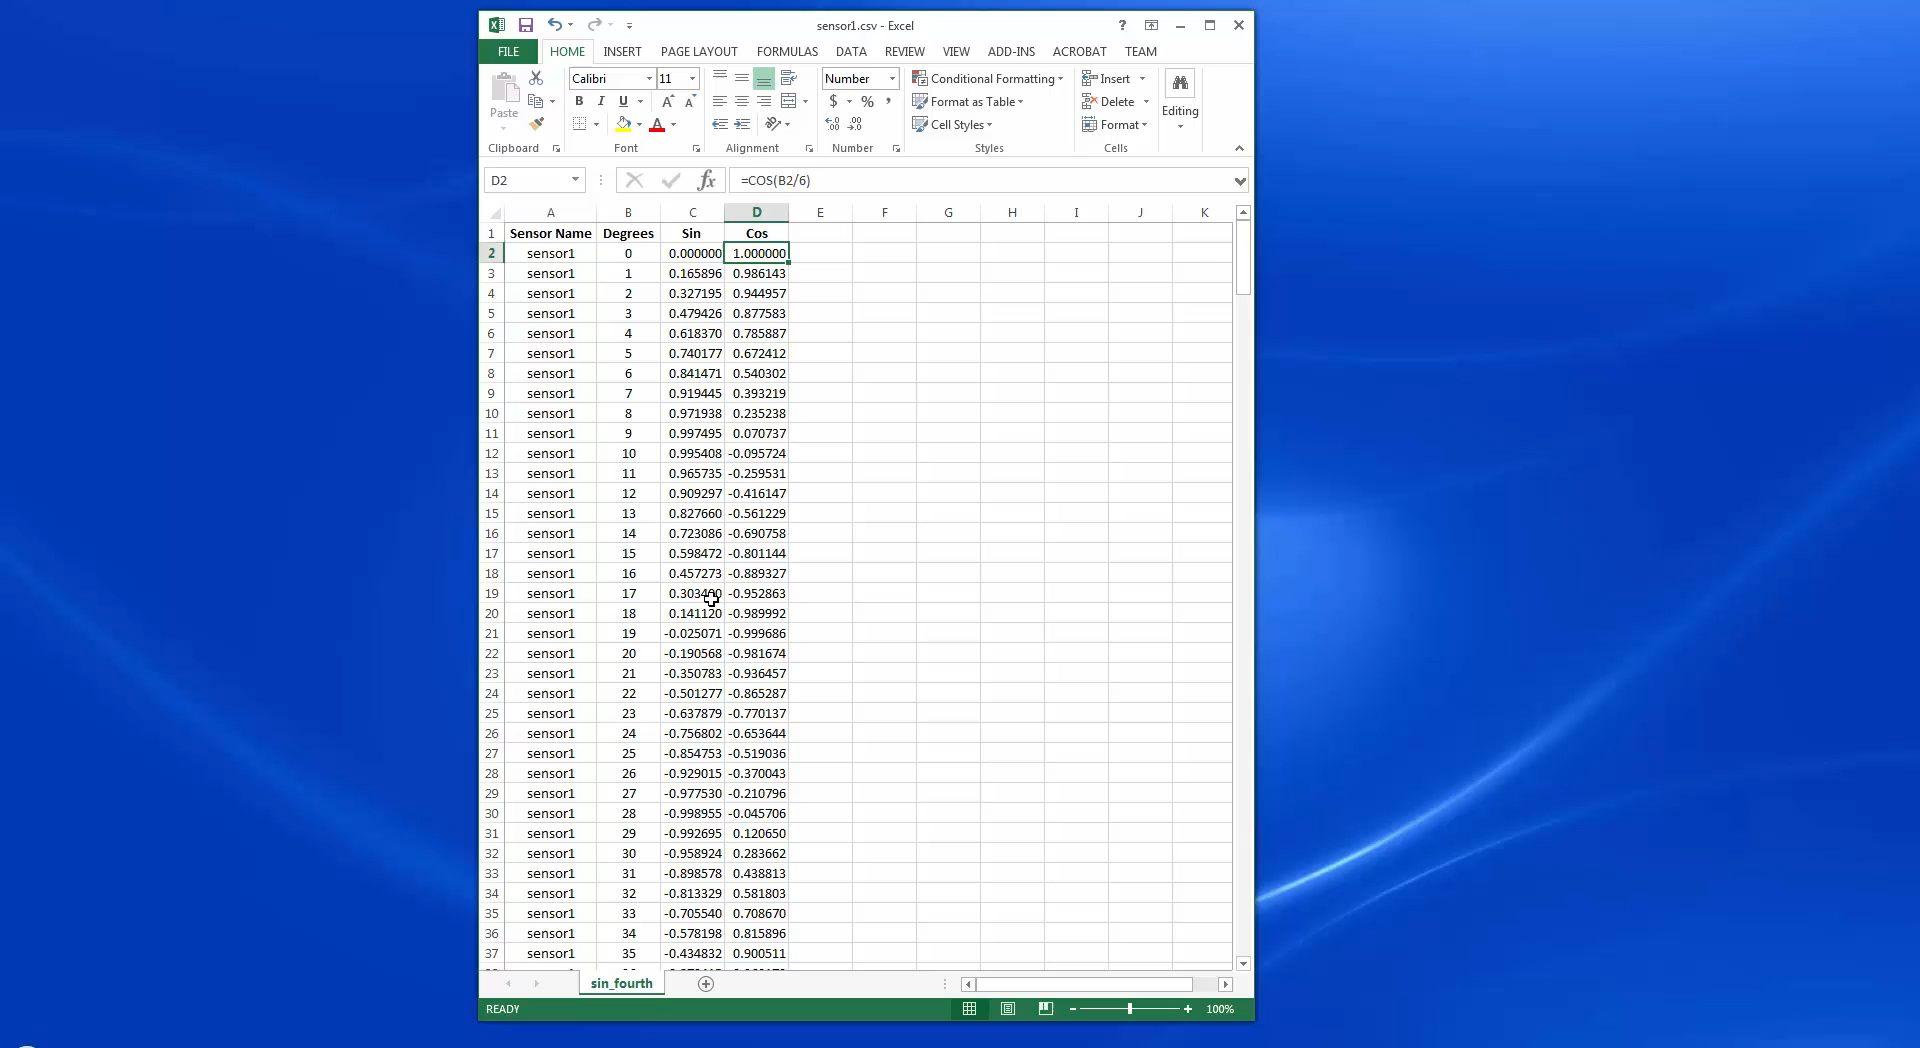 sensor1.csv - Excel
FILE HOME INSERT PAGE LAYOUT FORMULAS DATA REVIEW VIEW ADD-INS ACROBAT TEAM
Paste
Calibri 11
B I U A A
Clipboard Font Alignment
Number
$ % ,
Number
Conditional Formatting
Format as Table
Cell Styles
Styles
Insert
Delete
Format
Cells
Editing
D2 fx =COS(B2/6)
A B C D E F G H I J K
1 Sensor Name Degrees Sin Cos
2 sensor1 0 0.000000 1.000000
3 sensor1 1 0.165896 0.986143
4 sensor1 2 0.327195 0.944957
5 sensor1 3 0.479426 0.877583
6 sensor1 4 0.618370 0.785887
7 sensor1 5 0.740177 0.672412
8 sensor1 6 0.841471 0.540302
9 sensor1 7 0.919445 0.393219
10 sensor1 8 0.971938 0.235238
11 sensor1 9 0.997495 0.070737
12 sensor1 10 0.995408 -0.095724
13 sensor1 11 0.965735 -0.259531
14 sensor1 12 0.909297 -0.416147
15 sensor1 13 0.827660 -0.561229
16 sensor1 14 0.723086 -0.690758
17 sensor1 15 0.598472 -0.801144
18 sensor1 16 0.457273 -0.889327
19 sensor1 17 -0.952863
20 sensor1 18 0.141120 -0.989992
21 sensor1 19 -0.025071 -0.999686
22 sensor1 20 -0.190568 -0.981674
23 sensor1 21 -0.350783 -0.936457
24 sensor1 22 -0.501277 -0.865287
25 sensor1 23 -0.637879 -0.770137
26 sensor1 24 -0.756802 -0.653644
27 sensor1 25 -0.854753 -0.519036
28 sensor1 26 -0.929015 -0.370043
29 sensor1 27 -0.977530 -0.210796
30 sensor1 28 -0.998955 -0.045706
31 sensor1 29 -0.992695 0.120650
32 sensor1 30 -0.958924 0.283662
33 sensor1 31 -0.898578 0.438813
34 sensor1 32 -0.813329 0.581803
35 sensor1 33 -0.705540 0.708670
36 sensor1 34 -0.578198 0.815896
37 sensor1 35 -0.434832 0.900511
sin_fourth
READY 100%